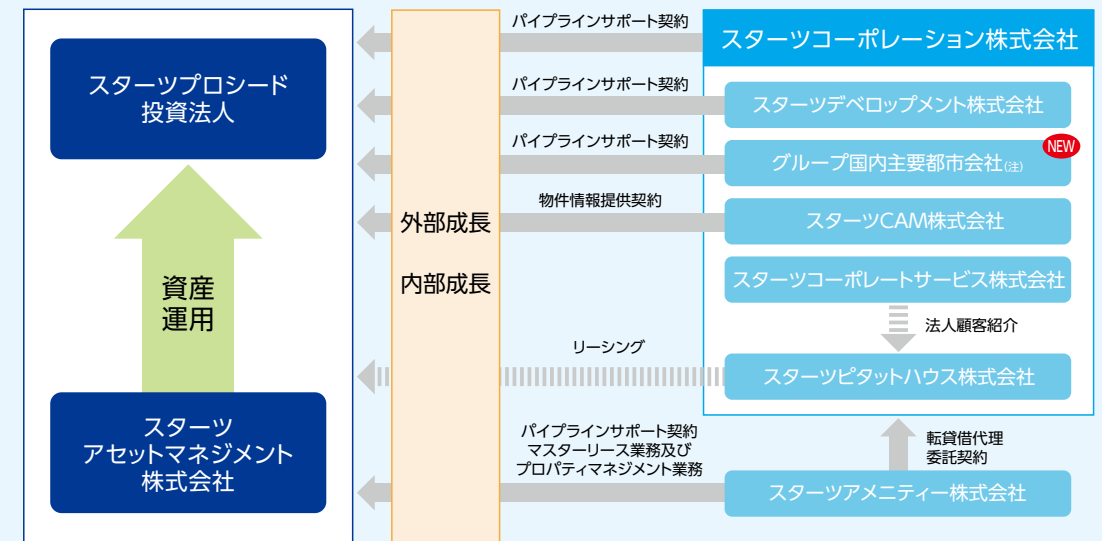 スターツプロシード
投資法人
資産
運用
スターツ
アセットマネジメント
株式会社
外部成長
内部成長
パイプラインサポート契約
パイプラインサポート契約
パイプラインサポート契約
物件情報提供契約
リーシング
パイプラインサポート契約
マスターリース業務及び
プロパティマネジメント業務
スターツコーポレーション株式会社
スターツデベロップメント株式会社
NEW
グループ国内主要都市会社(注)
スターツCAM株式会社
スターツコーポレートサービス株式会社
法人顧客紹介
スターツピタットハウス株式会社
転貸借代理
委託契約
スターツアメニティー株式会社